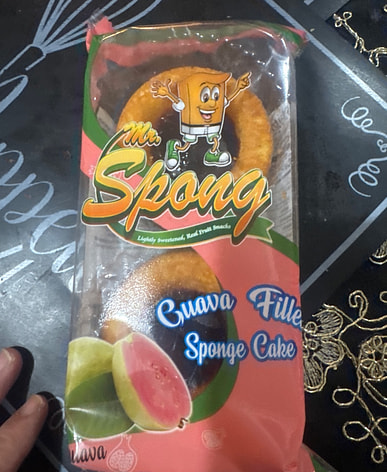 Mr.
Spong
Lightly Sweetened, Real Fruit Snacks
Guava Fille
Sponge Cake
uava